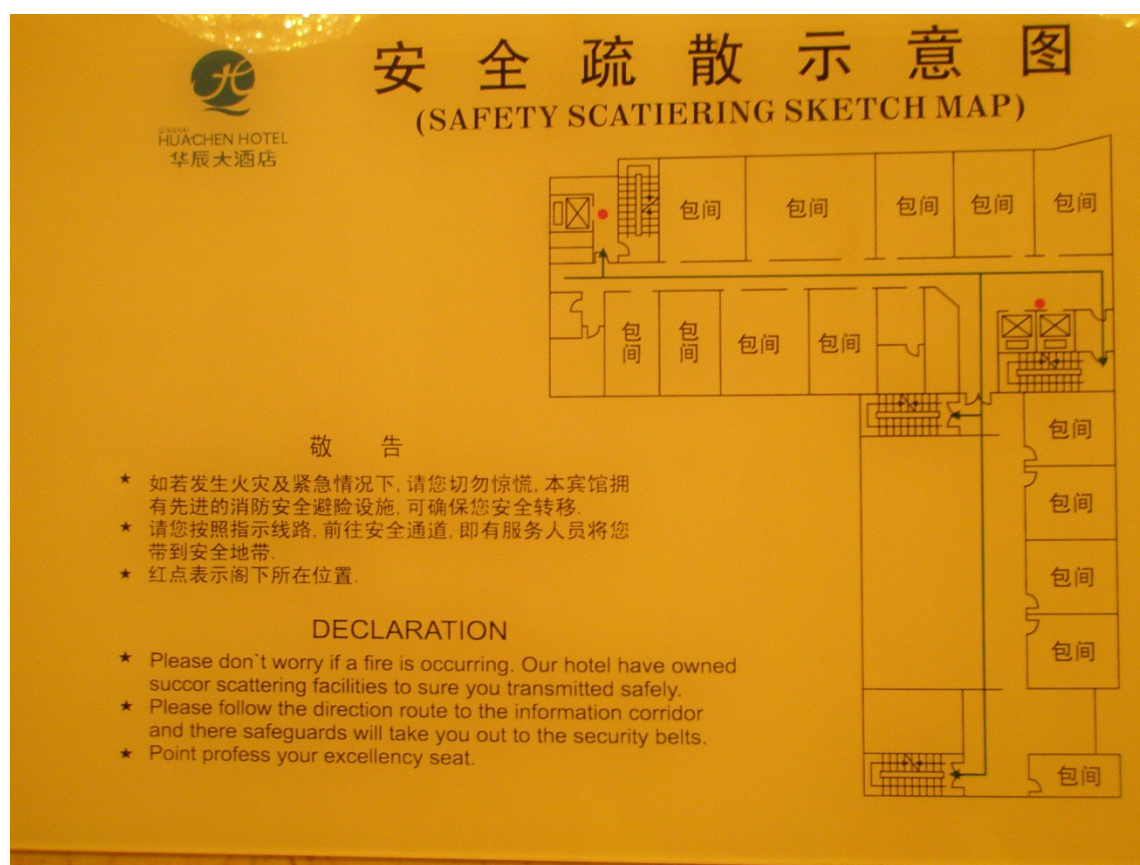 安全疏散示意图
(SAFETY SCATIERING SKETCH MAP)
QINGHAI
HUACHEN HOTEL
华辰大酒店
包间
包间
包间
包间
包间
包间
包间
包间
包间
包间
包间
包间
包间
包间
敬 告
★ 如若发生火灾及紧急情况下,请您切勿惊慌,本宾馆拥
有先进的消防安全避险设施,可确保您安全转移.
★ 请您按照指示线路,前往安全通道,即有服务人员将您
带到安全地带.
★ 红点表示阁下所在位置.
DECLARATION
★ Please don`t worry if a fire is occurring. Our hotel have owned
succor scattering facilities to sure you transmitted safely.
★ Please follow the direction route to the information corridor
and there safeguards will take you out to the security belts.
★ Point profess your excellency seat.